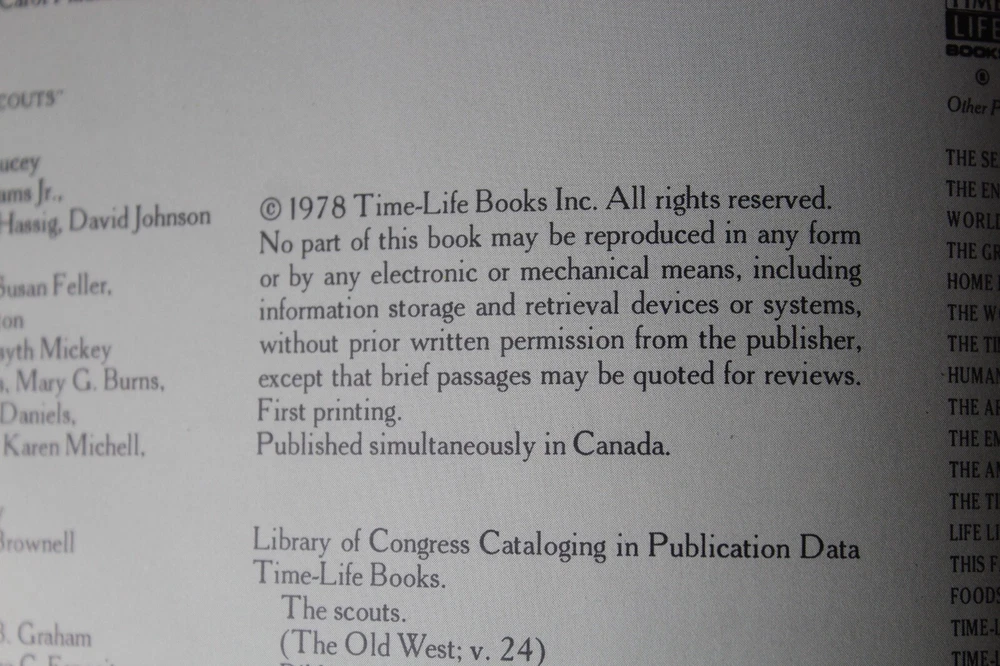 COUTS"
ucey
ams Jr.,
Hassig, David Johnson
Susan Feller,
ton
syth Mickey
Mary G. Burns,
Daniels,
Karen Michell,
Brownell
B. Graham
© 1978 Time-Life Books Inc. All rights reserved.
No part of this book may be reproduced in any form
or by any electronic or mechanical means, including
information storage and retrieval devices or systems,
without prior written permission from the publisher,
except that brief passages may be quoted for reviews.
First printing.
Published simultaneously in Canada.
Library of Congress Cataloging in Publication Data
Time-Life Books.
The scouts.
(The Old West; v. 24)
TIME
LIFE
BOOKS
®
Other
THE SE
THE EN
WORL
THE GR
HOME
THE W
THE TI
HUMAN
THE AR
THE EM
THE A
THE TI
LIFE LI
THIS F
FOODS
TIME-L
TIME-